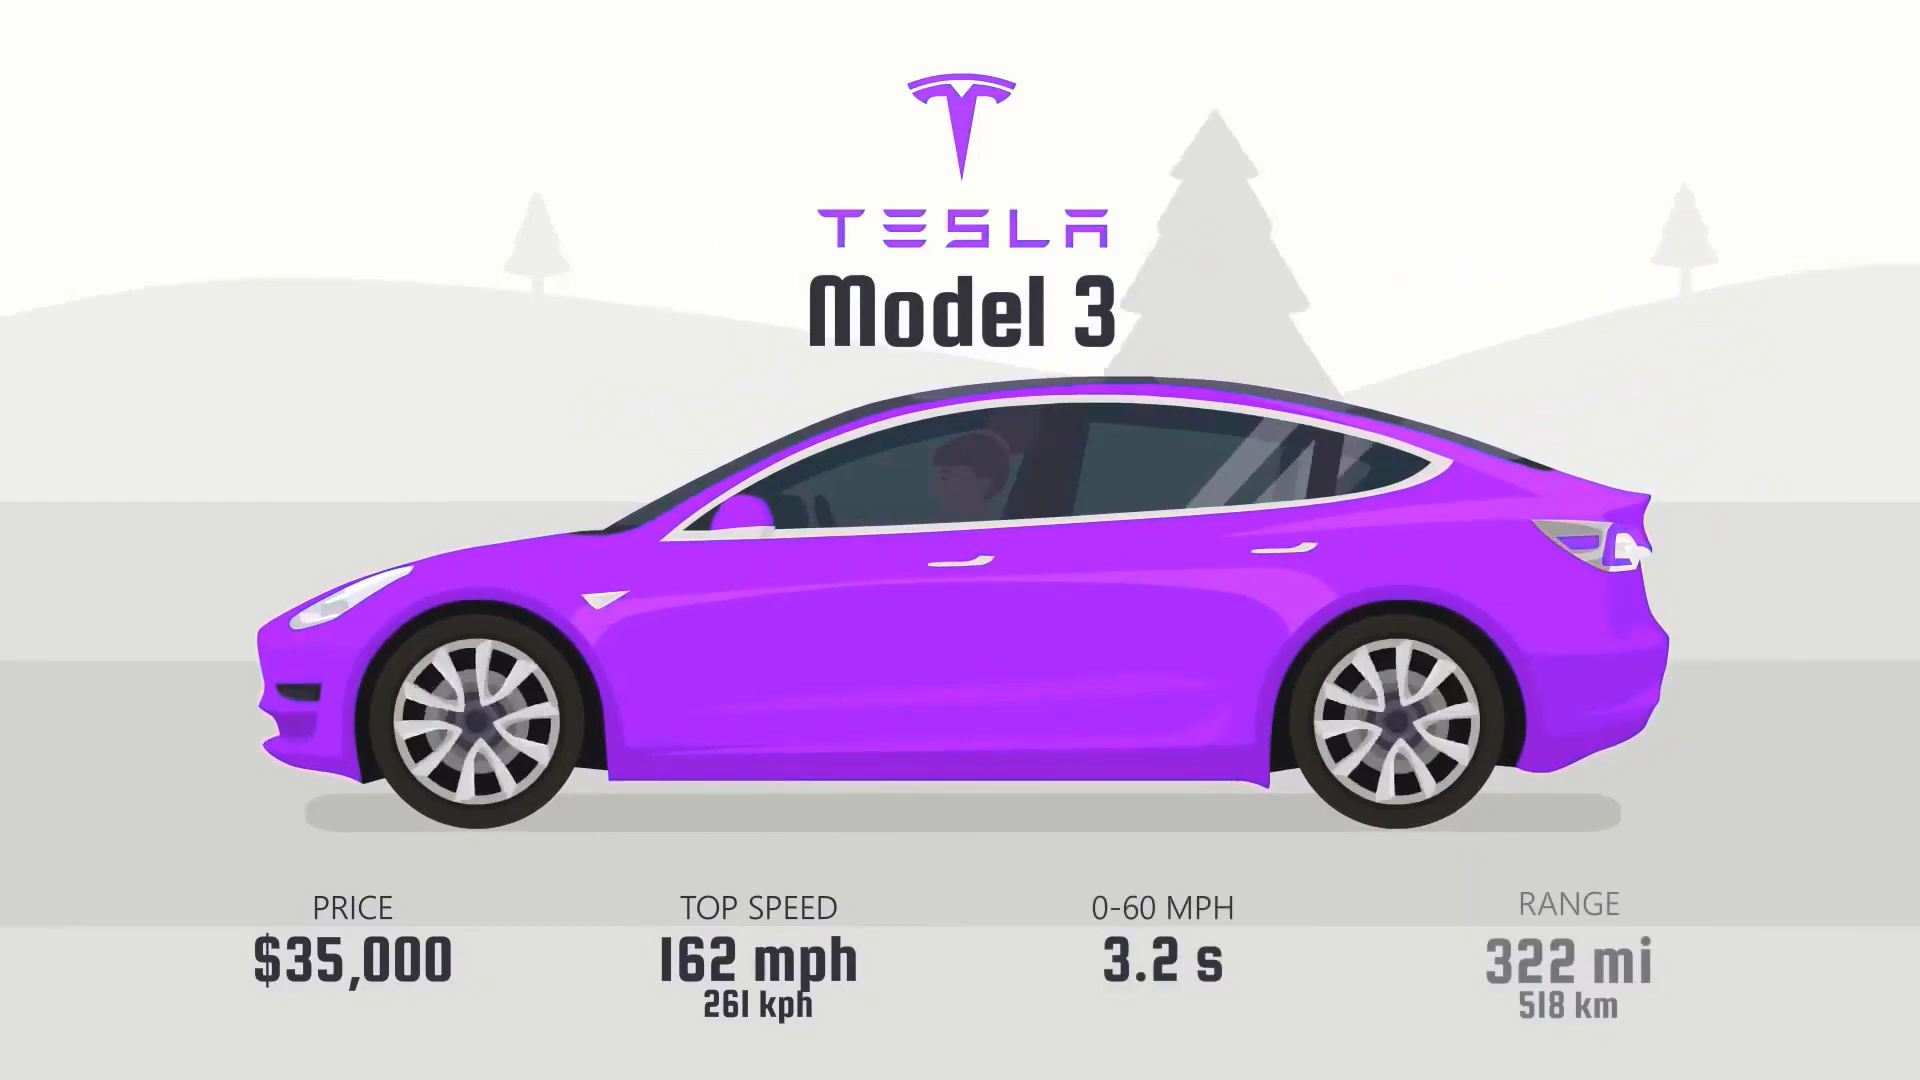 TESLA
Model 3
PRICE
$35,000
TOP SPEED
162 mph
261 kph
0-60 MPH
3.2 s
RANGE
322 mi
518 km